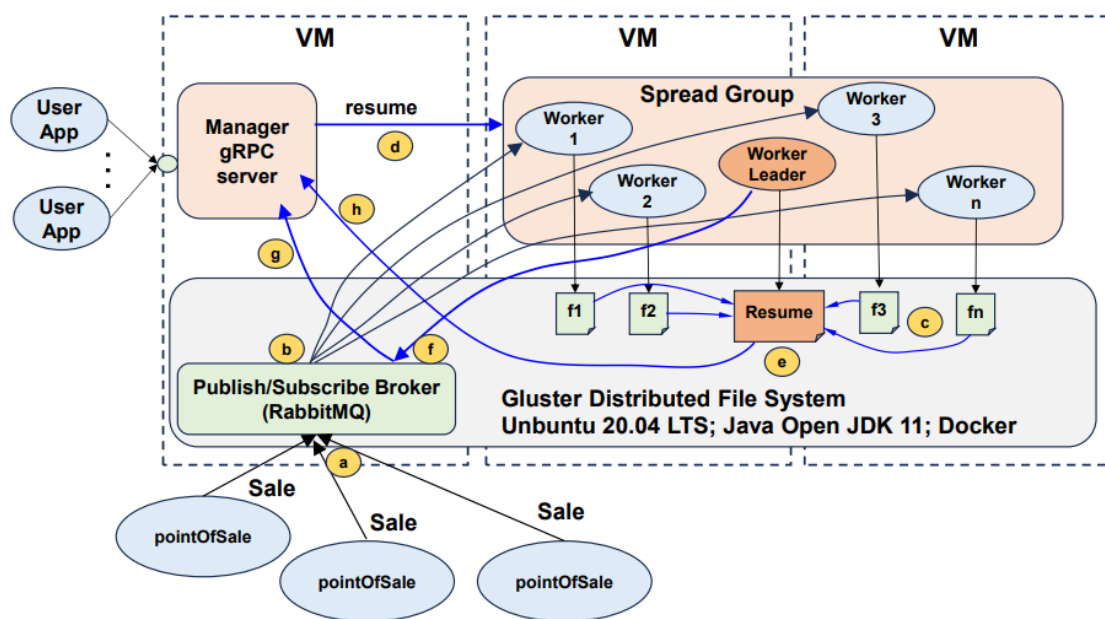 VM
VM
VM
User
App
User
App
Manager
gRPC
server
resume
d
Spread Group
Worker
1
Worker
2
Worker
3
Worker
Leader
Worker
n
h
g
f1
f2
Resume
f3
fn
c
b
f
e
Publish/Subscribe Broker
(RabbitMQ)
Gluster Distributed File System
Unbuntu 20.04 LTS; Java Open JDK 11; Docker
a
Sale
Sale
Sale
pointOfSale
pointOfSale
pointOfSale